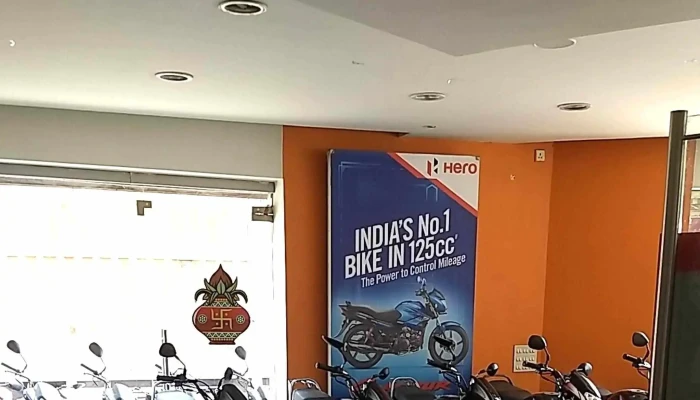 Hero
INDIA'S No.1
BIKE IN 125cc'
The Power to Control Mileage